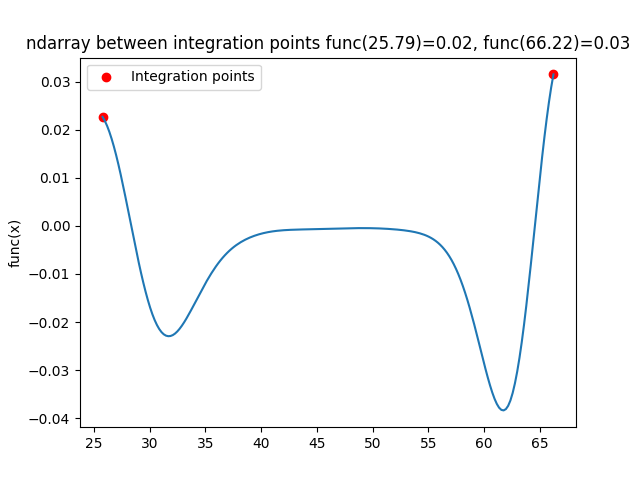 ndarray between integration points func(25.79)=0.02, func(66.22)=0.03
Integration points
func(x)
0.03
0.02
0.01
0.00
−0.01
−0.02
−0.03
−0.04
25 30 35 40 45 50 55 60 65